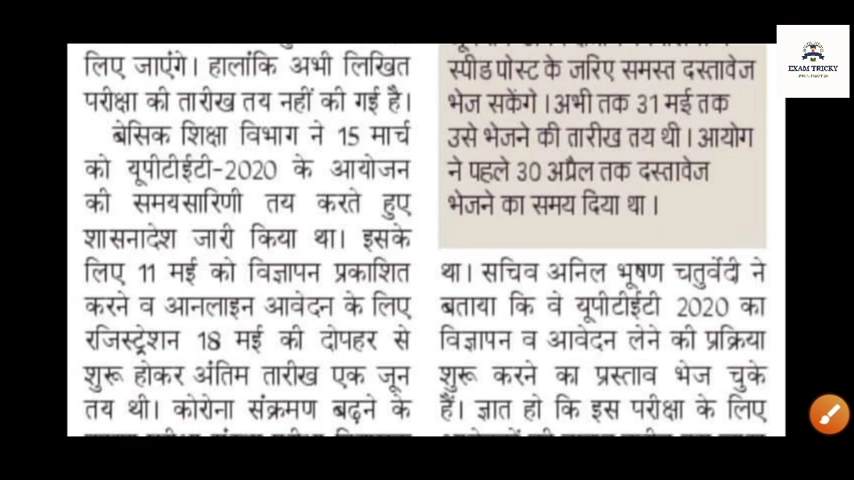 लिए जाएंगे। हालांकि अभी लिखित
परीक्षा की तारीख तय नहीं की गई है।
बेसिक शिक्षा विभाग ने 15 मार्च
को यूपीटीईटी-2020 के आयोजन
की समयसारिणी तय करते हुए
शासनादेश जारी किया था। इसके
लिए 11 मई को विज्ञापन प्रकाशित
करने व आनलाइन आवेदन के लिए
रजिस्ट्रेशन 18 मई की दोपहर से
शुरू होकर अंतिम तारीख एक जून
तय थी। कोरोना संक्रमण बढ़ने के
स्पीड पोस्ट के जरिए समस्त दस्तावेज
भेज सकेंगे। अभी तक 31 मई तक
उसे भेजने की तारीख तय थी। आयोग
ने पहले 30 अप्रैल तक दस्तावेज
भेजने का समय दिया था।
था। सचिव अनिल भूषण चतुर्वेदी ने
बताया कि वे यूपीटीईटी 2020 का
विज्ञापन व आवेदन लेने की प्रक्रिया
शुरू करने का प्रस्ताव भेज चुके
हैं। ज्ञात हो कि इस परीक्षा के लिए
EXAM TRICKY